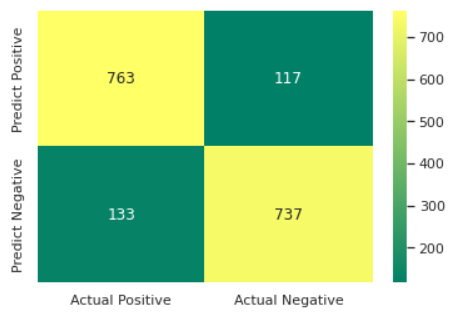 Predict Positive
763
117
Predict Negative
133
737
Actual Positive
Actual Negative
700
600
500
400
300
200